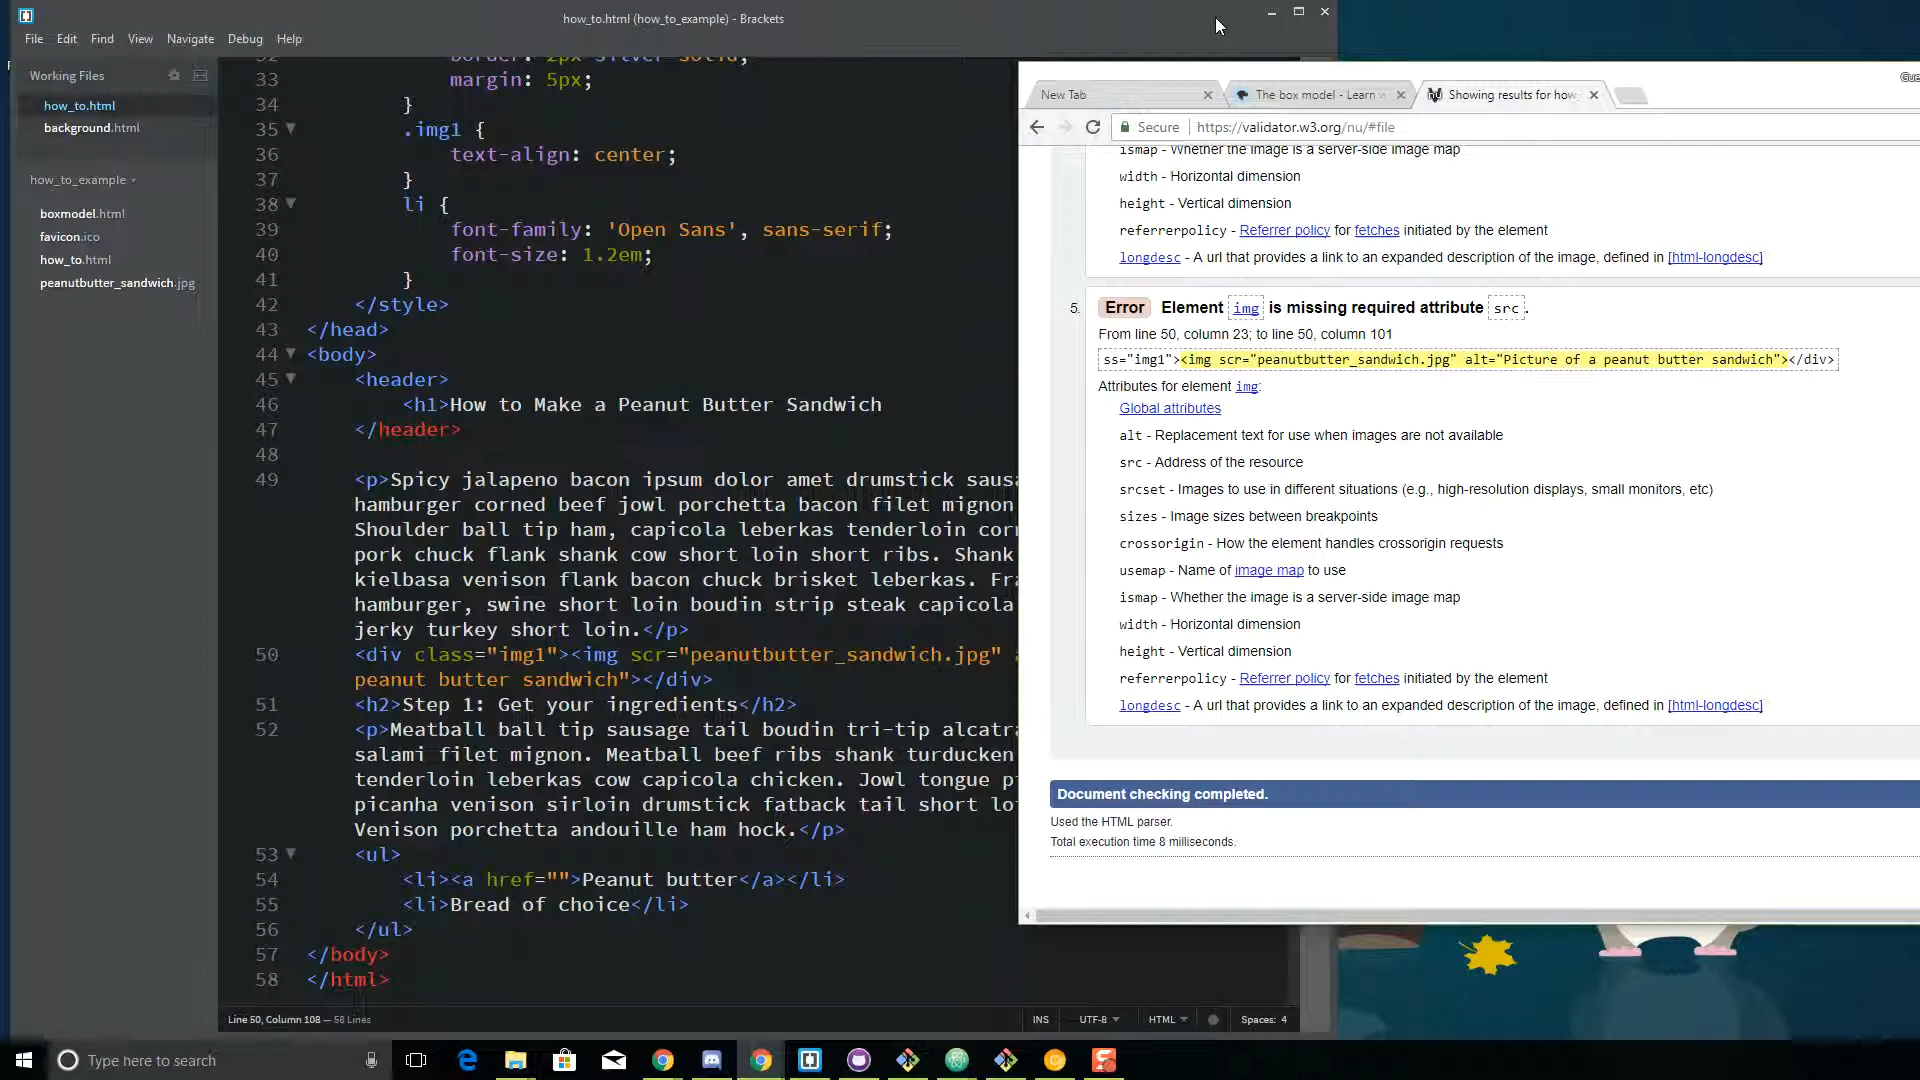 how_to.html (how_to_example) - Brackets
File Edit Find View Navigate Debug Help
Working Files
how_to.html
background.html
how_to_example
boxmodel.html
favicon.ico
how_to.html
peanutbutter_sandwich.jpg
33 margin: 5px;
34 }
35 .img1 {
36 text-align: center;
37 }
38 li {
39 font-family: 'Open Sans', sans-serif;
40 font-size: 1.2em;
41 }
42 </style>
43 </head>
44 <body>
45 <header>
46 <h1>How to Make a Peanut Butter Sandwich
47 </header>
48
49 <p>Spicy jalapeno bacon ipsum dolor amet drumstick
hamburger corned beef jowl porchetta bacon filet mignon
Shoulder ball tip ham, capicola leberkas tenderloin
pork chuck flank shank cow short loin short ribs. Shank
kielbasa venison flank bacon chuck brisket leberkas.
hamburger, swine short loin boudin strip steak capicola
jerky turkey short loin.</p>
50 <div class="img1"><img scr="peanutbutter_sandwich.jpg"
peanut butter sandwich"></div>
51 <h2>Step 1: Get your ingredients</h2>
52 <p>Meatball ball tip sausage tail boudin tri-tip
salami filet mignon. Meatball beef ribs shank turducken
tenderloin leberkas cow capicola chicken. Jowl tongue
picanha venison sirloin drumstick fatback tail short
Venison porchetta andouille ham hock.</p>
53 <ul>
54 <li><a href="">Peanut butter</a></li>
55 <li>Bread of choice</li>
56 </ul>
57 </body>
58 </html>
Line 50, Column 108 — 58 Lines
INS UTF-8 HTML Spaces: 4
New Tab The box model - Learn Showing results for how
Secure https://validator.w3.org/nu/#file
ismap - Whether the image is a server-side image map
width - Horizontal dimension
height - Vertical dimension
referrerpolicy - Referrer policy for fetches initiated by the element
longdesc - A url that provides a link to an expanded description of the image, defined in [html-longdesc]
5. Error Element img is missing required attribute src.
From line 50, column 23; to line 50, column 101
ss="img1"><img scr="peanutbutter_sandwich.jpg" alt="Picture of a peanut butter sandwich"></div>
Attributes for element img:
Global attributes
alt - Replacement text for use when images are not available
src - Address of the resource
srcset - Images to use in different situations (e.g., high-resolution displays, small monitors, etc)
sizes - Image sizes between breakpoints
crossorigin - How the element handles crossorigin requests
usemap - Name of image map to use
ismap - Whether the image is a server-side image map
width - Horizontal dimension
height - Vertical dimension
referrerpolicy - Referrer policy for fetches initiated by the element
longdesc - A url that provides a link to an expanded description of the image, defined in [html-longdesc]
Document checking completed.
Used the HTML parser.
Total execution time 8 milliseconds.
Type here to search